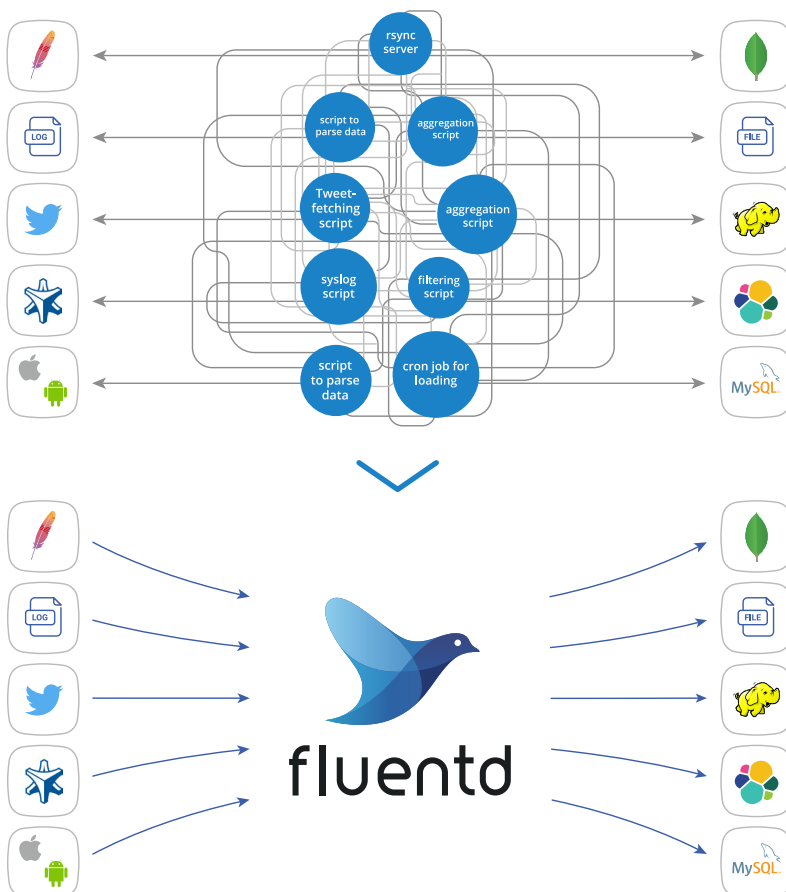 rsync
server
script to
parse data
aggregation
script
LOG
FILE
Tweet-
fetching
script
aggregation
script
syslog
script
filtering
script
script
to parse
data
cron job for
loading
MySQL
LOG
FILE
fluentd
MySQL